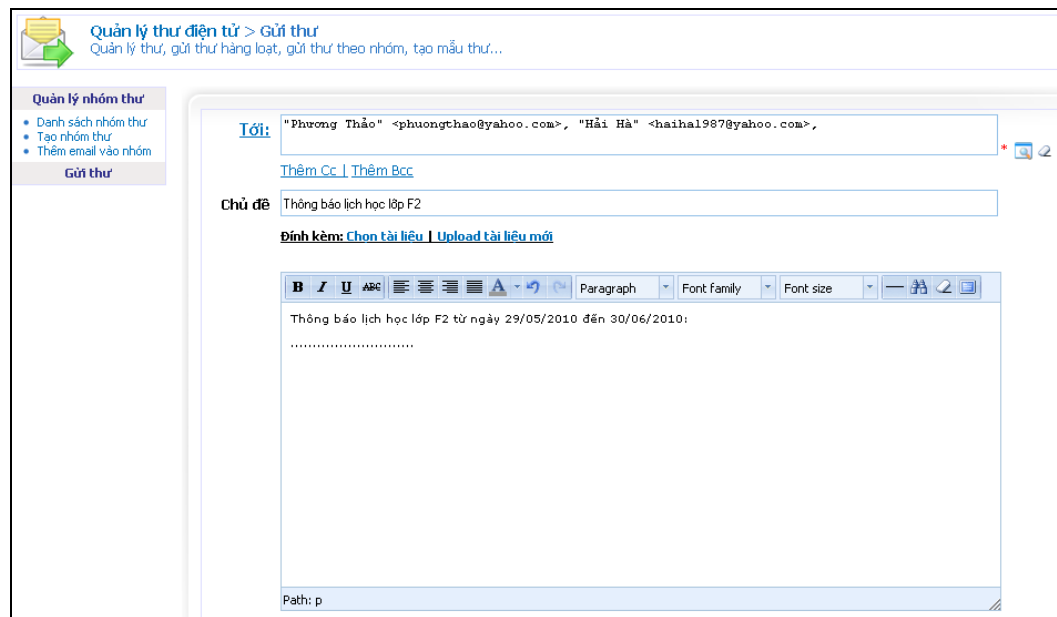 Quản lý thư điện tử > Gửi thư
Quản lý thư, gửi thư hàng loạt, gửi thư theo nhóm, tạo mẫu thư...
Quản lý nhóm thư
Danh sách nhóm thư
Tạo nhóm thư
Thêm email vào nhóm
Gửi thư
Tới: "Phương Thảo" <phuongthao@yahoo.com>, "Hải Hà" <haiha1987@yahoo.com>,
*
Thêm Cc | Thêm Bcc
Chủ đề Thông báo lịch học lớp F2
Đính kèm: Chọn tài liệu | Upload tài liệu mới
B I U ABC A Paragraph Font family Font size
Thông báo lịch học lớp F2 từ ngày 29/05/2010 đến 30/06/2010:
............................
Path: p